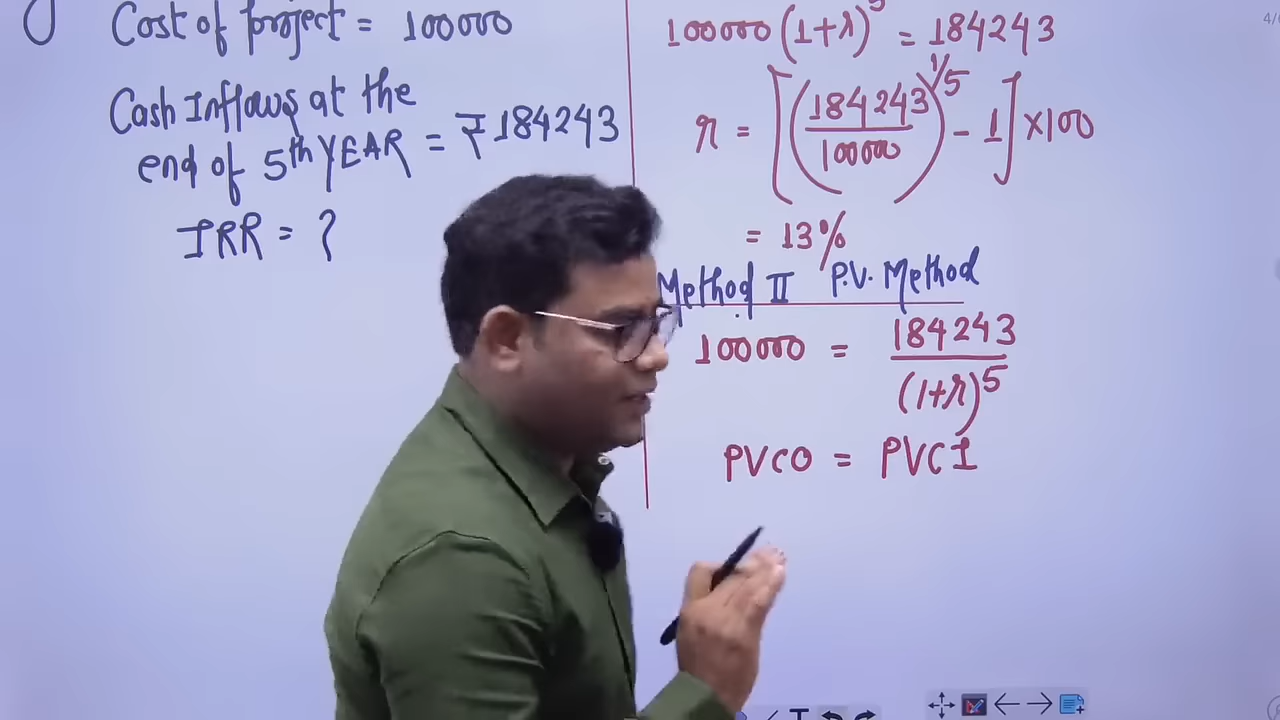 Cost of project = 100000
Cash Inflows at the
end of 5th YEAR = ₹184243
IRR = ?
100000 (1+r)^5 = 184243
r = [(184243/100000)^1/5 - 1] x100
= 13%
Method II P.V. Method
100000 = 184243/(1+r)^5
PVCO = PVCI